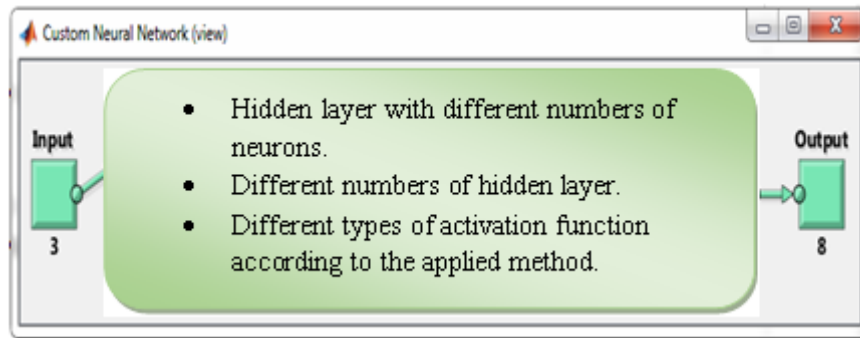 Custom Neural Network (view)
Input
3
• Hidden layer with different numbers of
neurons.
• Different numbers of hidden layer.
• Different types of activation function
according to the applied method.
Output
8